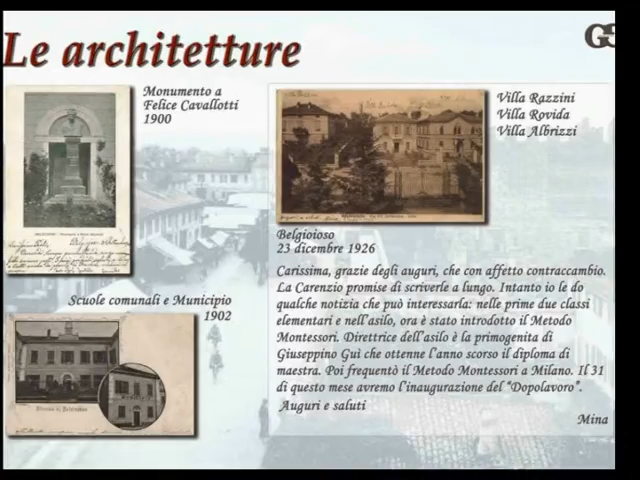 Le architetture
Monumento a
Felice Cavallotti
1900
Villa Razzini
Villa Rovida
Villa Albrizzi
Belgioioso
23 dicembre 1926
Carissima, grazie degli auguri, che con affetto contraccambio.
La Carenzio promise di scriverle a lungo. Intanto io le do
qualche notizia che può interessarla: nelle prime due classi
elementari e nell'asilo, ora è stato introdotto il Metodo
Montessori. Direttrice dell'asilo è la primogenita di
Giuseppino Guì che ottenne l'anno scorso il diploma di
maestra. Poi frequentò il Metodo Montessori a Milano. Il 31
di questo mese avremo l'inaugurazione del "Dopolavoro".
Auguri e saluti
Mina
Scuole comunali e Municipio
1902